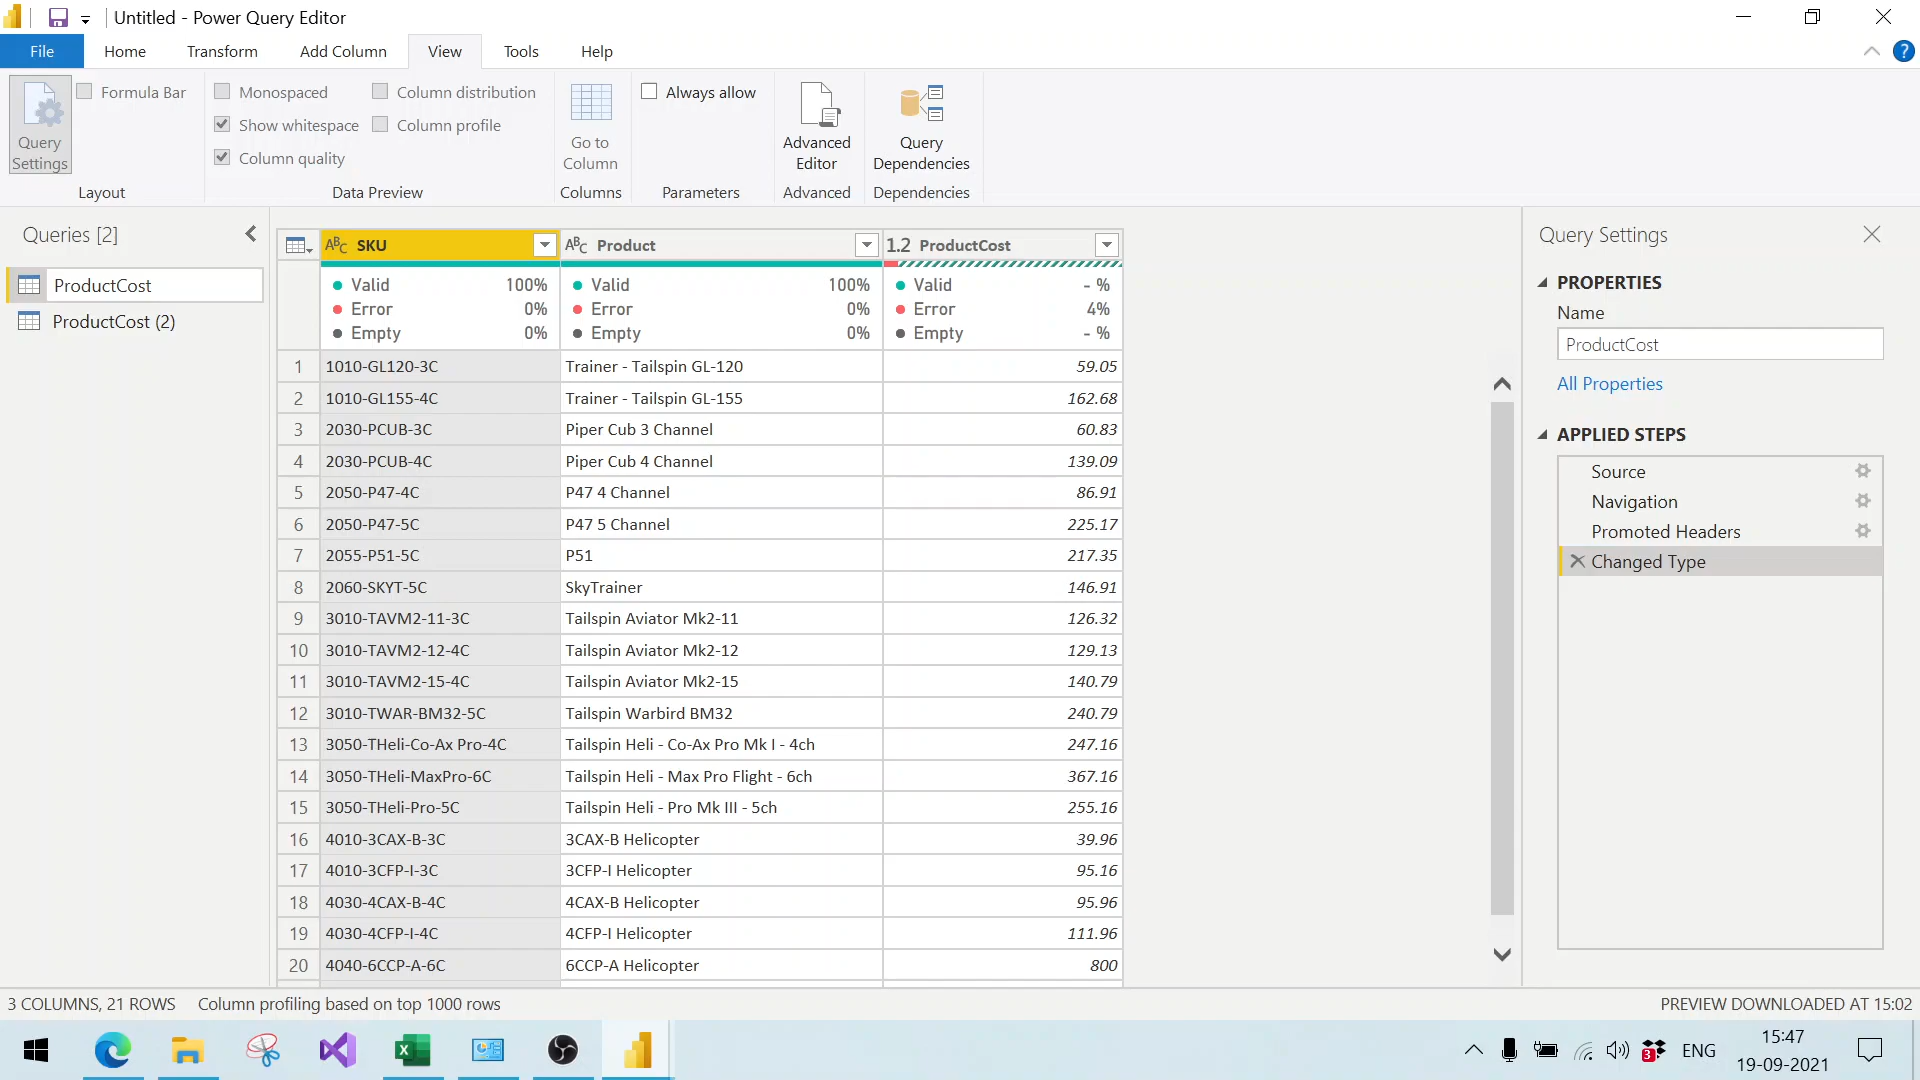 Untitled - Power Query Editor
File Home Transform Add Column View Tools Help
Query Settings
Formula Bar
Layout
Monospaced
Show whitespace
Column quality
Column distribution
Column profile
Data Preview
Go to Column
Columns
Always allow
Parameters
Advanced Editor
Advanced
Query Dependencies
Dependencies
Queries [2]
ProductCost
ProductCost (2)
SKU Product 1.2 ProductCost
Valid 100% Valid 100% Valid - %
Error 0% Error 0% Error 4%
Empty 0% Empty 0% Empty - %
1 1010-GL120-3C Trainer - Tailspin GL-120 59.05
2 1010-GL155-4C Trainer - Tailspin GL-155 162.68
3 2030-PCUB-3C Piper Cub 3 Channel 60.83
4 2030-PCUB-4C Piper Cub 4 Channel 139.09
5 2050-P47-4C P47 4 Channel 86.91
6 2050-P47-5C P47 5 Channel 225.17
7 2055-P51-5C P51 217.35
8 2060-SKYT-5C SkyTrainer 146.91
9 3010-TAVM2-11-3C Tailspin Aviator Mk2-11 126.32
10 3010-TAVM2-12-4C Tailspin Aviator Mk2-12 129.13
11 3010-TAVM2-15-4C Tailspin Aviator Mk2-15 140.79
12 3010-TWAR-BM32-5C Tailspin Warbird BM32 240.79
13 3050-THeli-Co-Ax Pro-4C Tailspin Heli - Co-Ax Pro Mk I - 4ch 247.16
14 3050-THeli-MaxPro-6C Tailspin Heli - Max Pro Flight - 6ch 367.16
15 3050-THeli-Pro-5C Tailspin Heli - Pro Mk III - 5ch 255.16
16 4010-3CAX-B-3C 3CAX-B Helicopter 39.96
17 4010-3CFP-I-3C 3CFP-I Helicopter 95.16
18 4030-4CAX-B-4C 4CAX-B Helicopter 95.96
19 4030-4CFP-I-4C 4CFP-I Helicopter 111.96
20 4040-6CCP-A-6C 6CCP-A Helicopter 800
Query Settings
PROPERTIES
Name
ProductCost
All Properties
APPLIED STEPS
Source
Navigation
Promoted Headers
Changed Type
3 COLUMNS, 21 ROWS Column profiling based on top 1000 rows
PREVIEW DOWNLOADED AT 15:02
3
ENG
15:47
19-09-2021